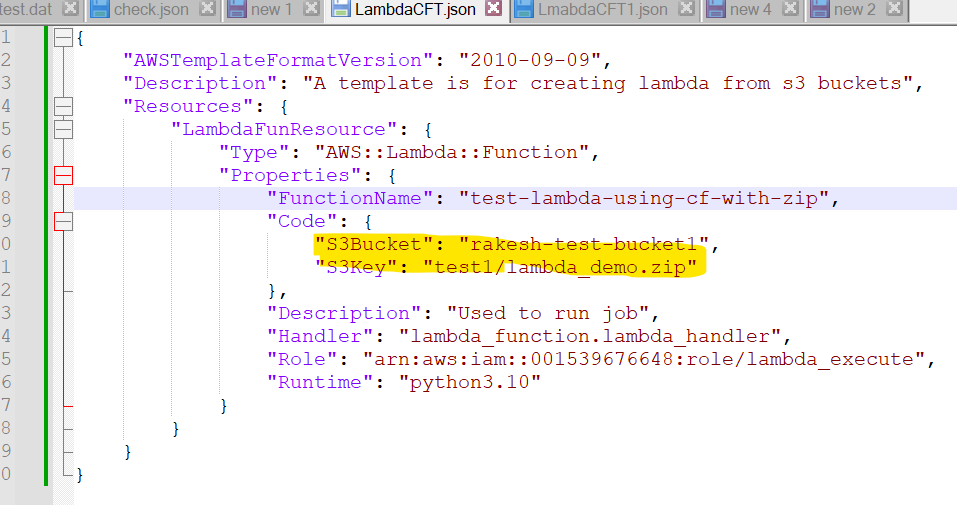 test.dat check.json new 1 LambdaCFT.json LmabdaCFT1.json new 4 new 2
1 {
2 "AWSTemplateFormatVersion": "2010-09-09",
3 "Description": "A template is for creating lambda from s3 buckets",
4 "Resources": {
5 "LambdaFunResource": {
6 "Type": "AWS::Lambda::Function",
7 "Properties": {
8 "FunctionName": "test-lambda-using-cf-with-zip",
9 "Code": {
0 "S3Bucket": "rakesh-test-bucket1",
1 "S3Key": "test1/lambda_demo.zip"
2 },
3 "Description": "Used to run job",
4 "Handler": "lambda_function.lambda_handler",
5 "Role": "arn:aws:iam::001539676648:role/lambda_execute",
6 "Runtime": "python3.10"
7 }
8 }
9 }
0 }